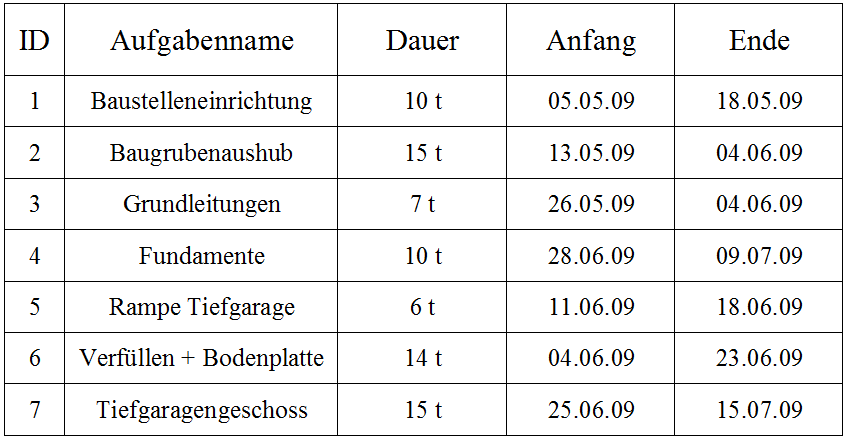 ID Aufgabenname Dauer Anfang Ende
1 Baustelleneinrichtung 10 t 05.05.09 18.05.09
2 Baugrubenaushub 15 t 13.05.09 04.06.09
3 Grundleitungen 7 t 26.05.09 04.06.09
4 Fundamente 10 t 28.06.09 09.07.09
5 Rampe Tiefgarage 6 t 11.06.09 18.06.09
6 Verfüllen + Bodenplatte 14 t 04.06.09 23.06.09
7 Tiefgaragengeschoss 15 t 25.06.09 15.07.09